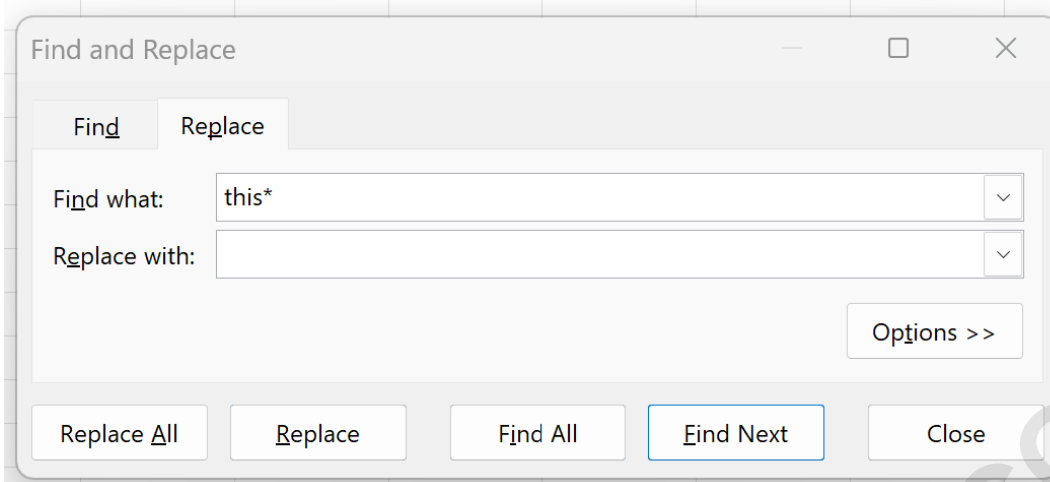 Find and Replace
Find Replace
Find what: this*
Replace with:
Options >>
Replace All Replace Find All Find Next Close